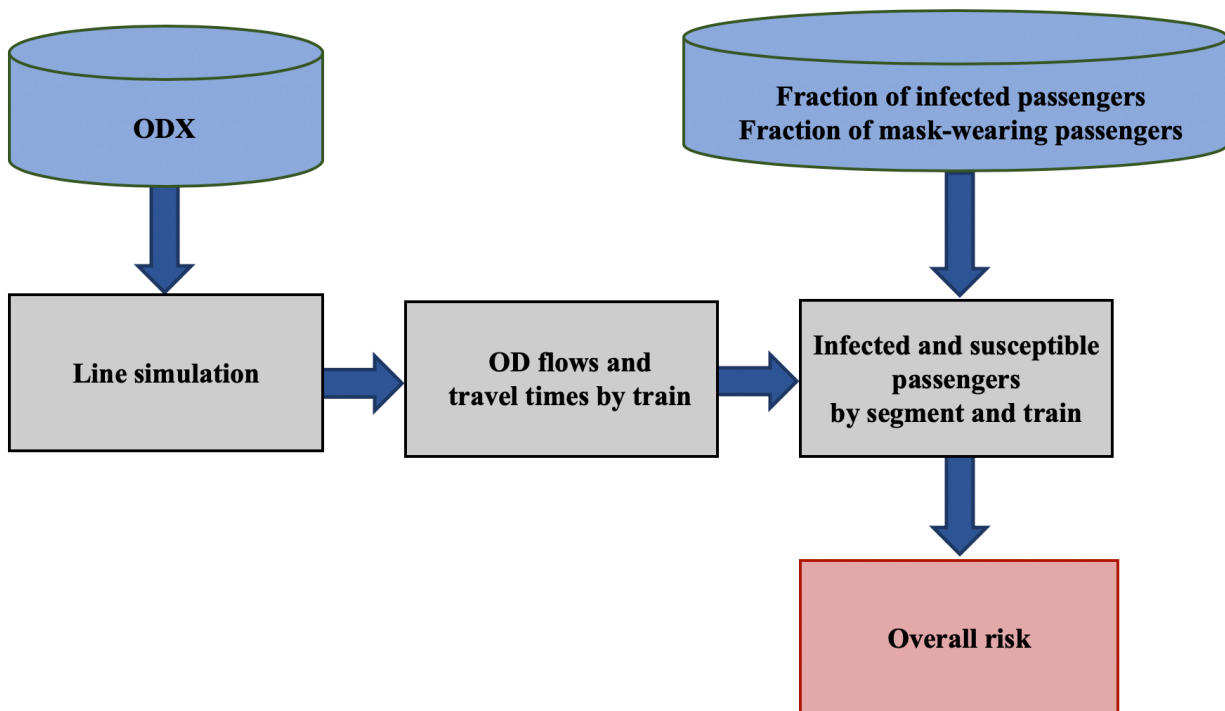 ODX
Fraction of infected passengers
Fraction of mask-wearing passengers
Line simulation
OD flows and
travel times by train
Infected and susceptible
passengers
by segment and train
Overall risk